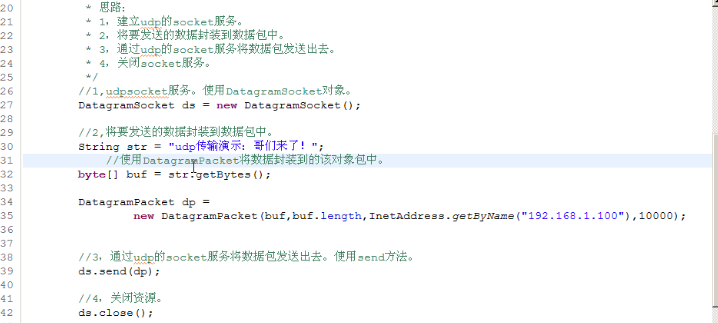 20 * 思路:
21 * 1，建立udp的socket服务。
22 * 2，将要发送的数据封装到数据包中。
23 * 3，通过udp的socket服务将数据包发送出去。
24 * 4，关闭socket服务。
25 */
26 //1,udpsocket服务。使用DatagramSocket对象。
27 DatagramSocket ds = new DatagramSocket();
28
29 //2,将要发送的数据封装到数据包中。
30 String str = "udp传输演示：哥们来了！";
31 //使用DatagramPacket将数据封装到的该对象包中。
32 byte[] buf = str.getBytes();
33
34 DatagramPacket dp =
35 new DatagramPacket(buf,buf.length,InetAddress.getByName("192.168.1.100"),10000);
36
37
38 //3，通过udp的socket服务将数据包发送出去。使用send方法。
39 ds.send(dp);
40
41 //4，关闭资源。
42 ds.close();